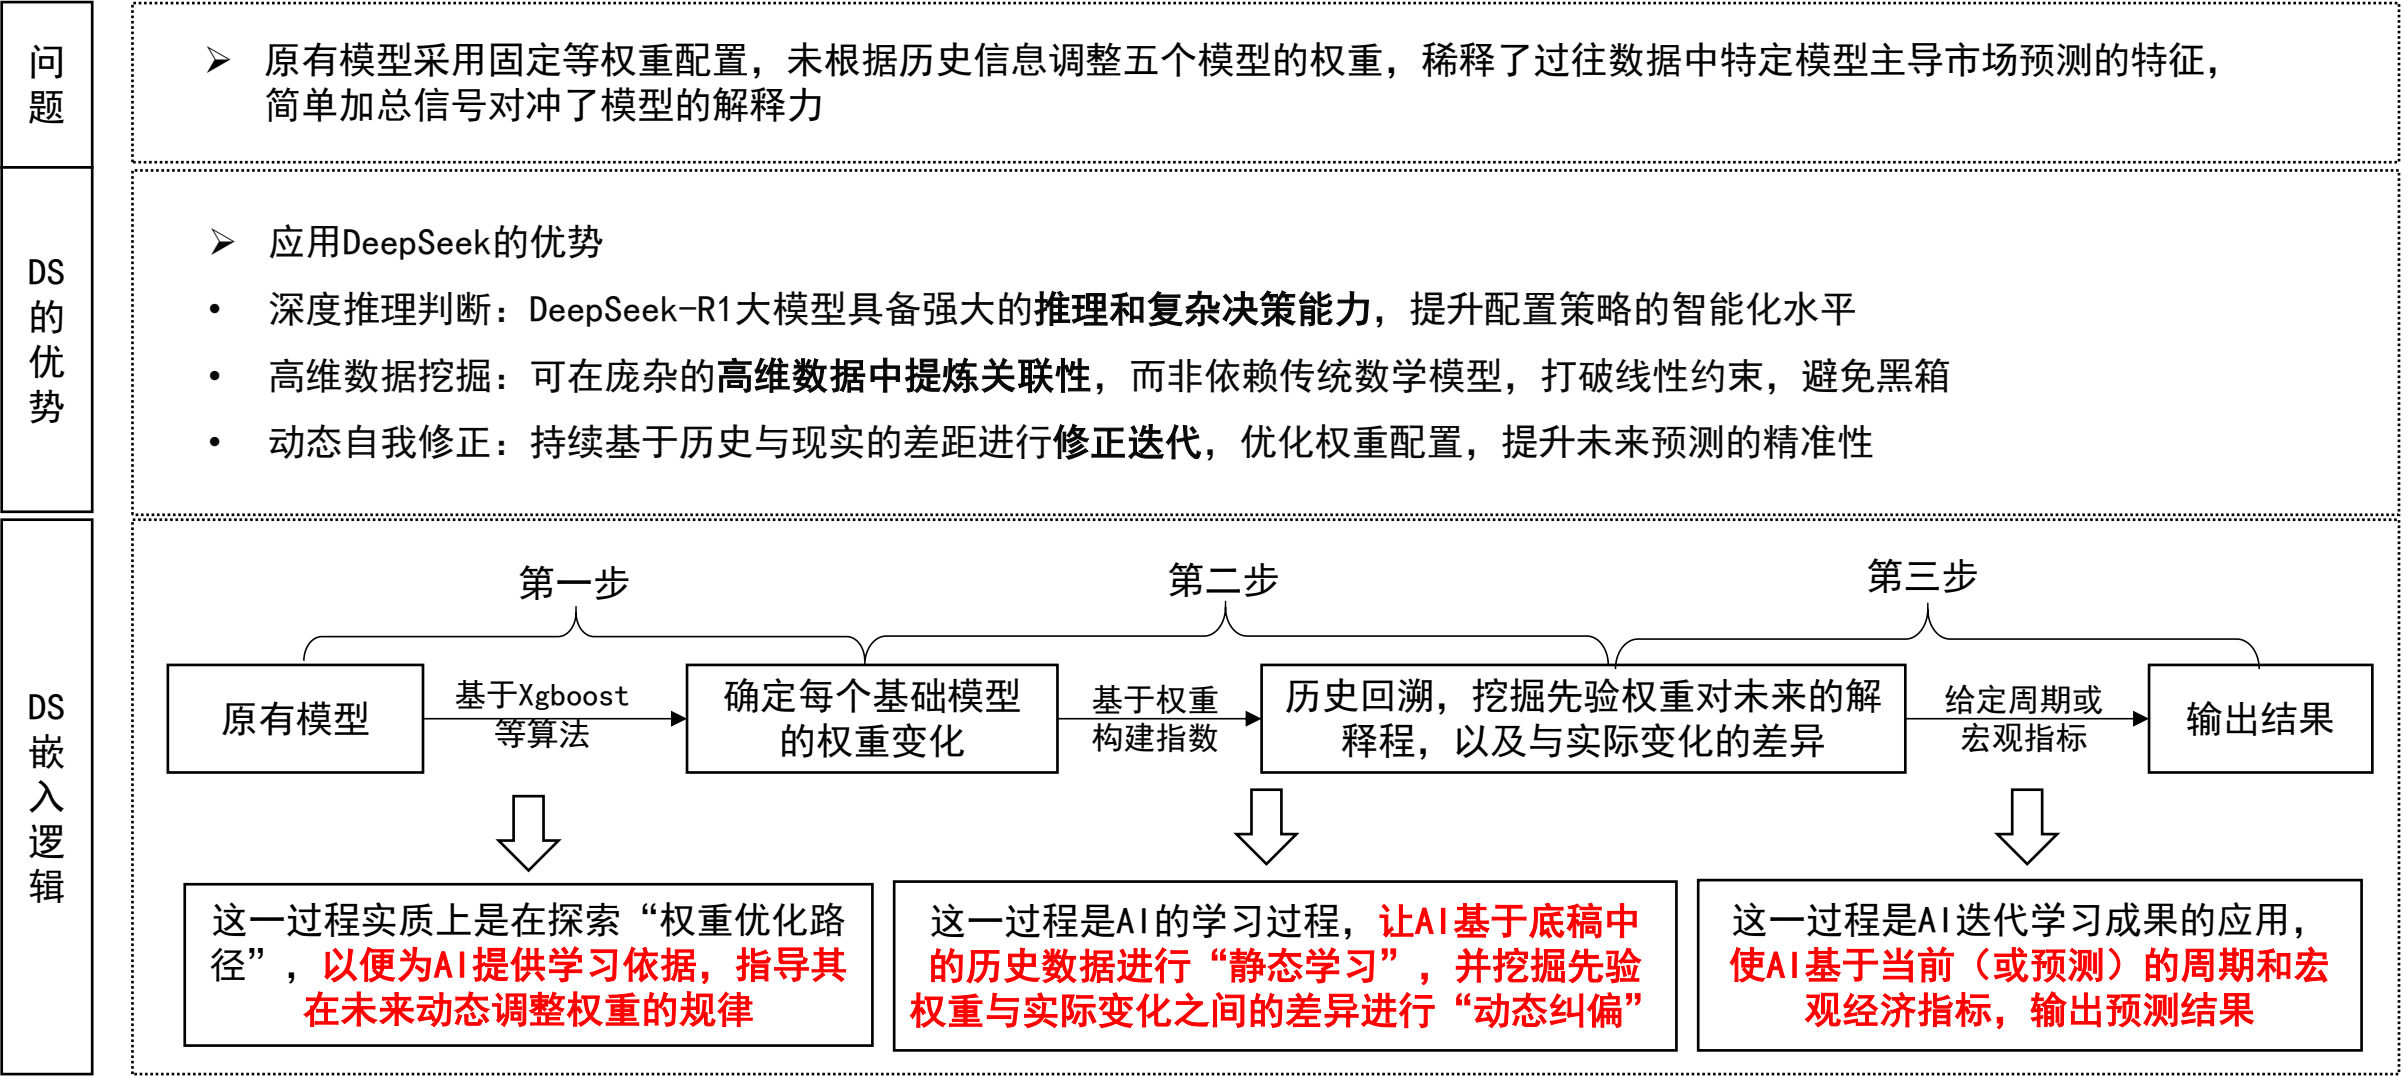 问
题
➢ 原有模型采用固定等权重配置，未根据历史信息调整五个模型的权重，稀释了过往数据中特定模型主导市场预测的特征，
简单加总信号对冲了模型的解释力
DS
的
优
势
➢ 应用DeepSeek的优势
• 深度推理判断：DeepSeek-R1大模型具备强大的推理和复杂决策能力，提升配置策略的智能化水平
• 高维数据挖掘：可在庞杂的高维数据中提炼关联性，而非依赖传统数学模型，打破线性约束，避免黑箱
• 动态自我修正：持续基于历史与现实的差距进行修正迭代，优化权重配置，提升未来预测的精准性
DS
嵌
入
逻
辑
第一步
第二步
第三步
原有模型
基于Xgboost
等算法
确定每个基础模型
的权重变化
基于权重
构建指数
历史回溯，挖掘先验权重对未来的解
释程，以及与实际变化的差异
给定周期或
宏观指标
输出结果
这一过程实质上是在探索“权重优化路
径”，以便为AI提供学习依据，指导其
在未来动态调整权重的规律
这一过程是AI的学习过程，让AI基于底稿中
的历史数据进行“静态学习”，并挖掘先验
权重与实际变化之间的差异进行“动态纠偏”
这一过程是AI迭代学习成果的应用，
使AI基于当前（或预测）的周期和宏
观经济指标，输出预测结果